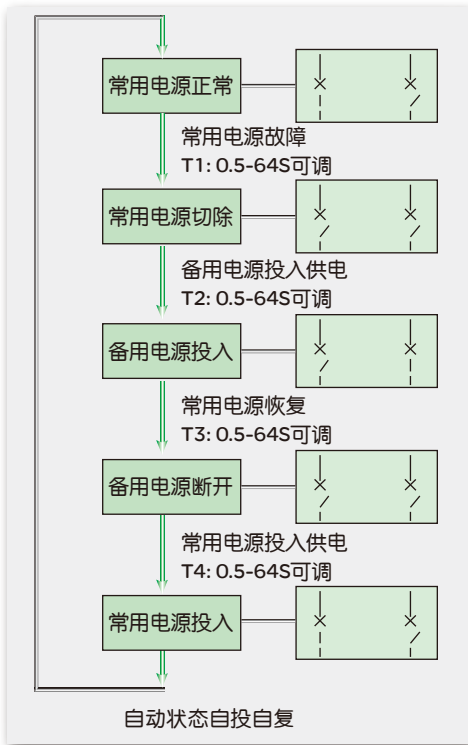 常用电源正常
常用电源故障
T1: 0.5-64S可调
常用电源切除
备用电源投入供电
T2: 0.5-64S可调
备用电源投入
常用电源恢复
T3: 0.5-64S可调
备用电源断开
常用电源投入供电
T4: 0.5-64S可调
常用电源投入
自动状态自投自复